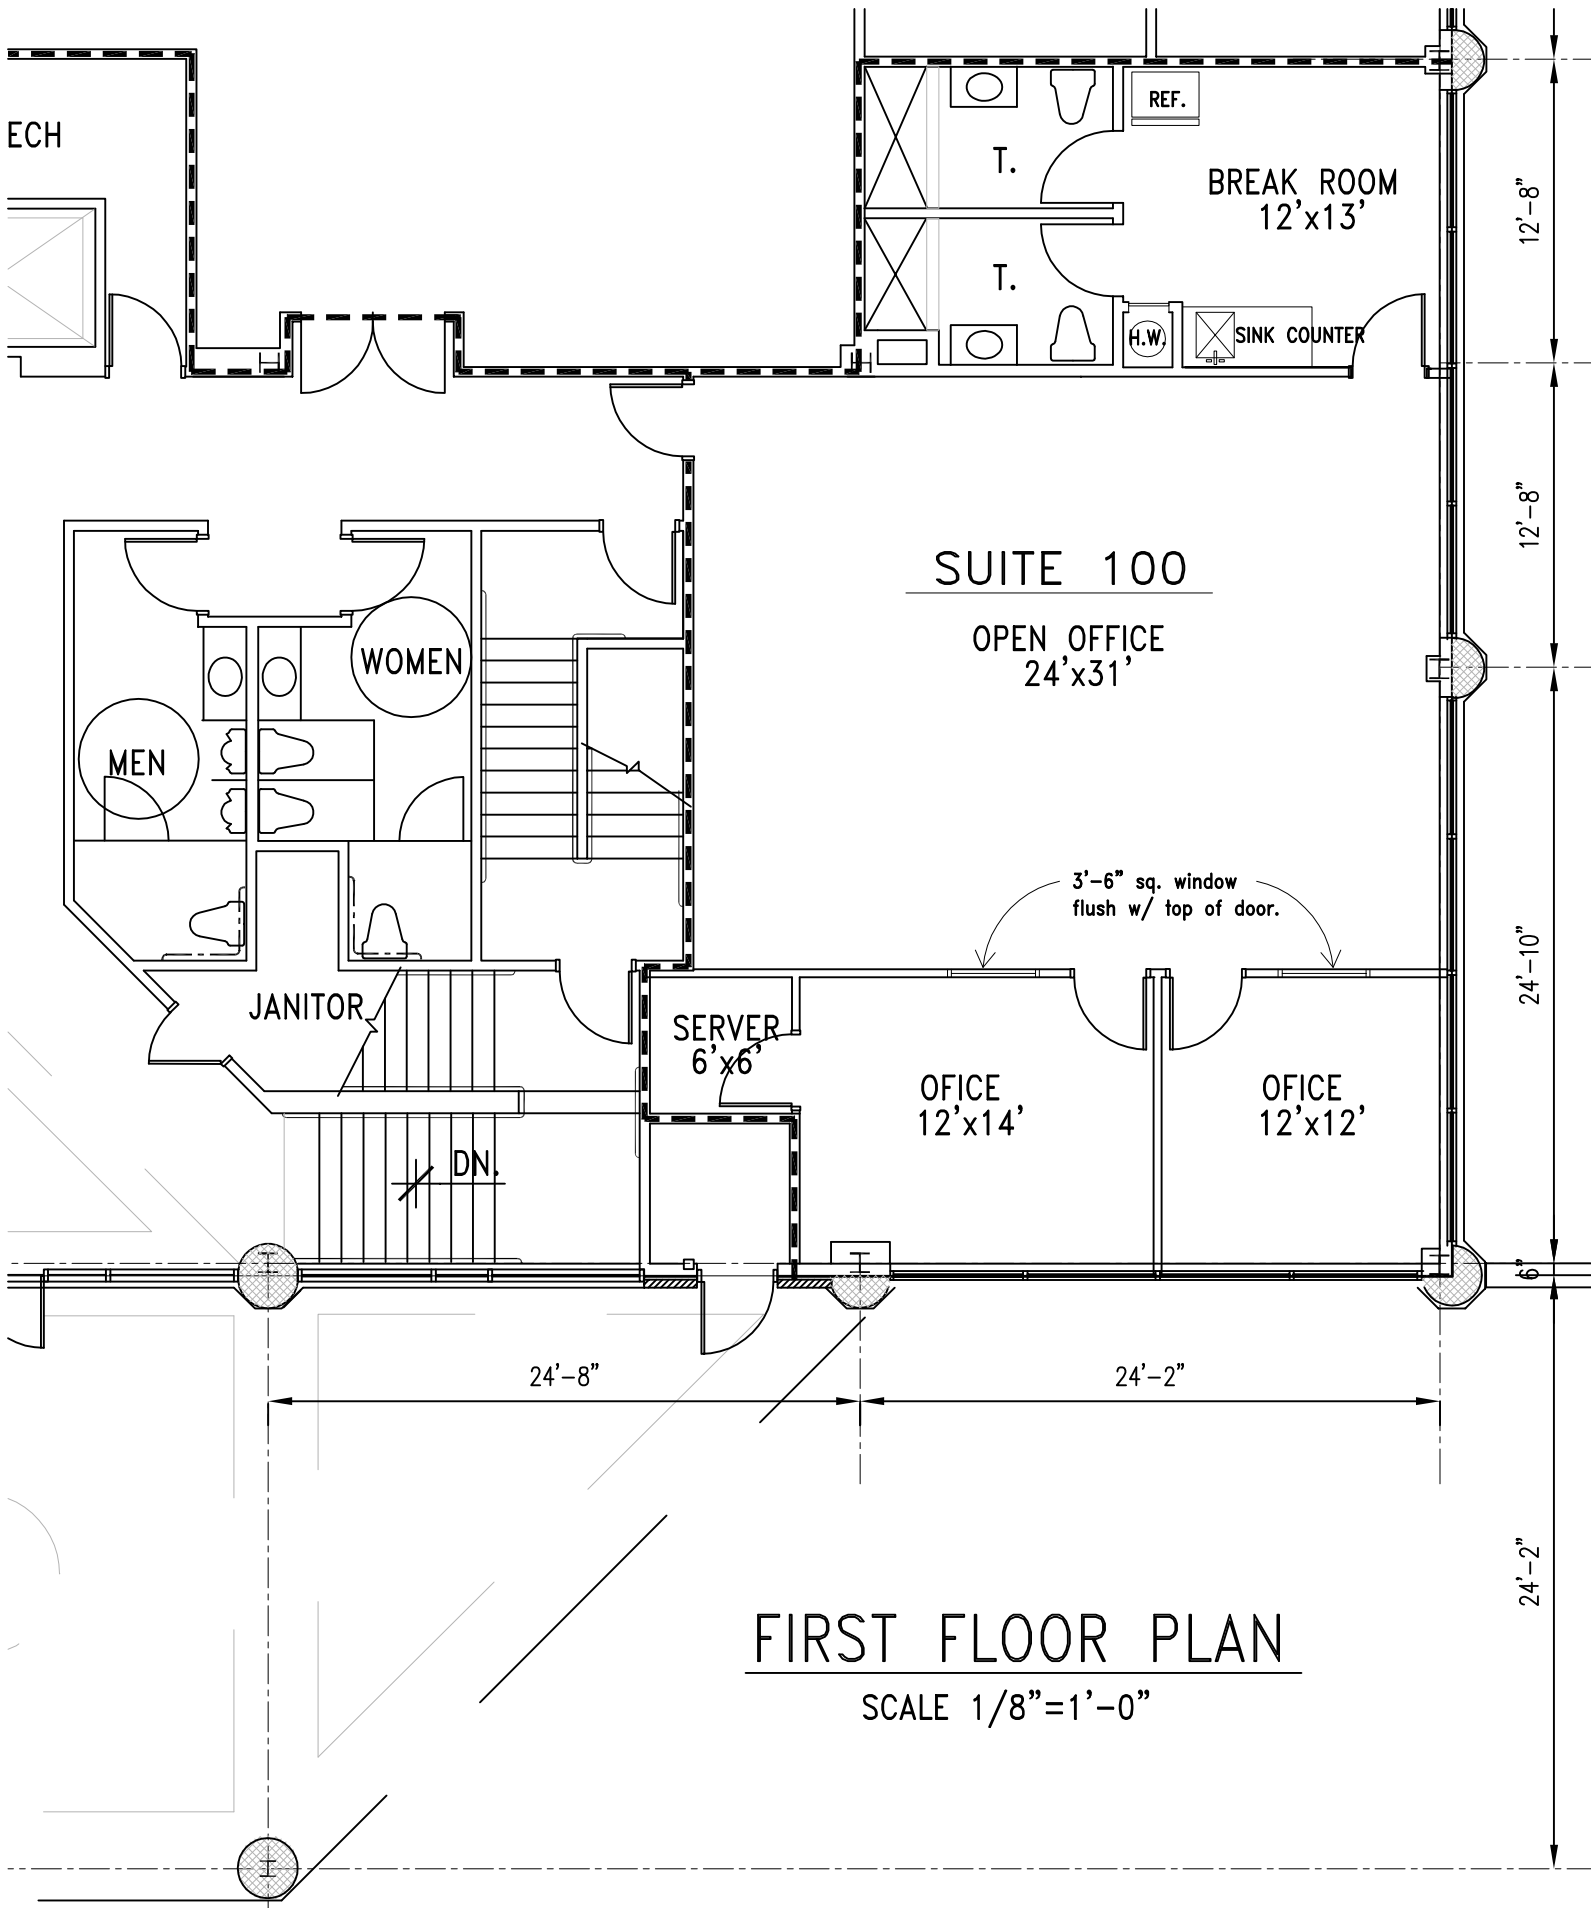 ECH
REF.
T.
BREAK ROOM
12'x13'
12'-8"
T.
H.W.
SINK COUNTER
SUITE 100
12'-8"
OPEN OFFICE
24'x31'
WOMEN
MEN
3'-6" sq. window
flush w/ top of door.
24'-10"
JANITOR
SERVER
6'x6'
OFICE
12'x14'
OFICE
12'x12'
DN.
6"
24'-8"
24'-2"
24'-2"
FIRST FLOOR PLAN
SCALE 1/8"=1'-0"